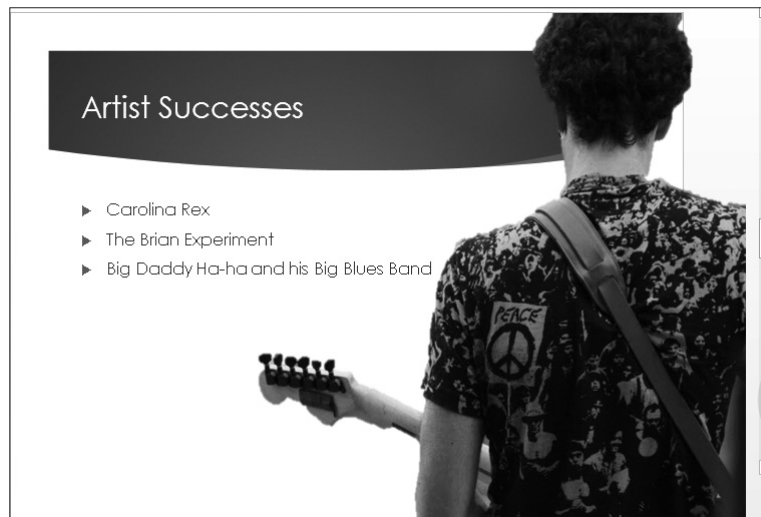 Artist Successes
Carolina Rex
The Brian Experiment
Big Daddy Ha-ha and his Big Blues Band
PEACE